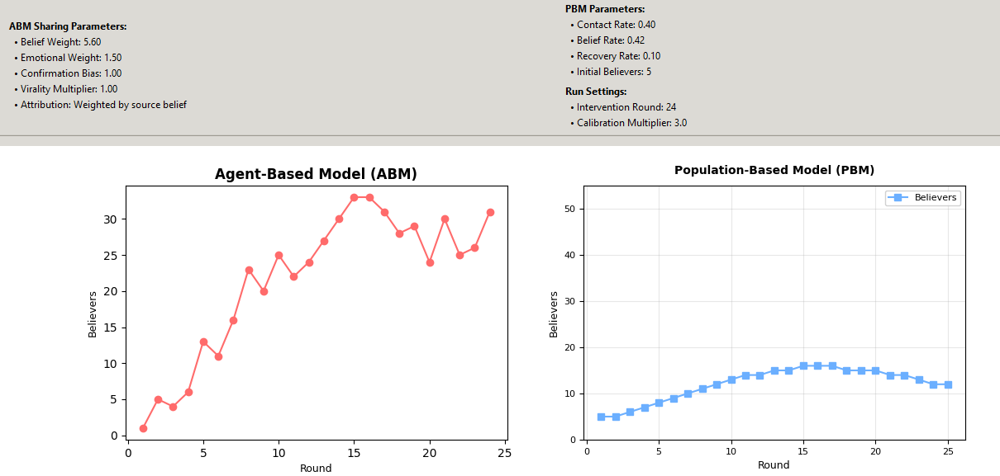 ABM Sharing Parameters:
• Belief Weight: 5.60
• Emotional Weight: 1.50
• Confirmation Bias: 1.00
• Virality Multiplier: 1.00
• Attribution: Weighted by source belief
PBM Parameters:
• Contact Rate: 0.40
• Belief Rate: 0.42
• Recovery Rate: 0.10
• Initial Believers: 5
Run Settings:
• Intervention Round: 24
• Calibration Multiplier: 3.0
Agent-Based Model (ABM)
Believers
30
25
20
15
10
5
0
0 5 10 15 20 25
Round
Population-Based Model (PBM)
Believers
Believers
50
40
30
20
10
0
0 5 10 15 20 25
Round